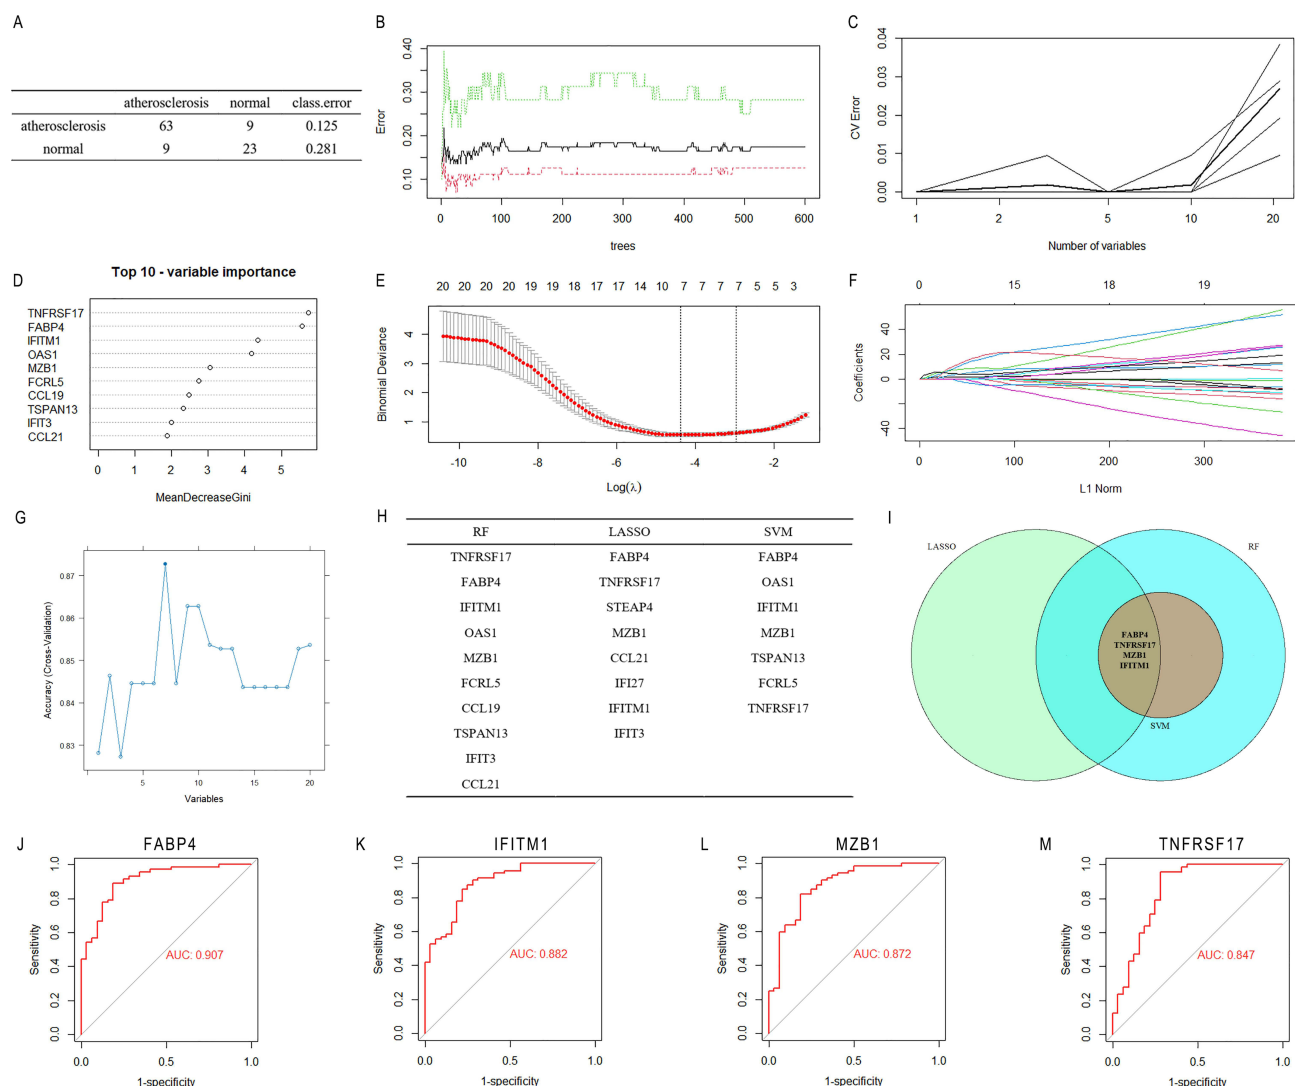 A
atherosclerosis normal class.error
atherosclerosis 63 9 0.125
normal 9 23 0.281
B
0.40
0.30
0.20
0.10
Error
0 100 200 300 400 500 600
trees
C
0.04
0.03
0.02
0.01
0.00
CV Error
1 2 5 10 20
Number of variables
D
Top 10 - variable importance
TNFRSF17
FABP4
IFITM1
OAS1
MZB1
FCRL5
CCL19
TSPAN13
IFIT3
CCL21
0 1 2 3 4 5
MeanDecreaseGini
E
20 20 20 20 19 19 18 17 17 14 10 7 7 7 7 5 5 3
4
3
2
1
Binomial Deviance
-10 -8 -6 -4 -2
Log(λ)
F
0 15 18 19
40
20
0
-40
Coefficients
0 100 200 300
L1 Norm
G
0.87
0.86
0.85
0.84
0.83
Accuracy (Cross-Validation)
5 10 15 20
Variables
H
RF LASSO SVM
TNFRSF17 FABP4 FABP4
FABP4 TNFRSF17 OAS1
IFITM1 STEAP4 IFITM1
OAS1 MZB1 MZB1
MZB1 CCL21 TSPAN13
FCRL5 IFI27 FCRL5
CCL19 IFITM1 TNFRSF17
TSPAN13 IFIT3
IFIT3
CCL21
I
LASSO
RF
FABP4
TNFRSF17
MZB1
IFITM1
SVM
J
FABP4
1.0
0.8
0.6
0.4
0.2
0.0
Sensitivity
AUC: 0.907
0.0 0.5 1.0
1-specificity
K
IFITM1
1.0
0.8
0.6
0.4
0.2
0.0
Sensitivity
AUC: 0.882
0.0 0.5 1.0
1-specificity
L
MZB1
1.0
0.8
0.6
0.4
0.2
0.0
Sensitivity
AUC: 0.872
0.0 0.5 1.0
1-specificity
M
TNFRSF17
1.0
0.8
0.6
0.4
0.2
0.0
Sensitivity
AUC: 0.847
0.0 0.5 1.0
1-specificity